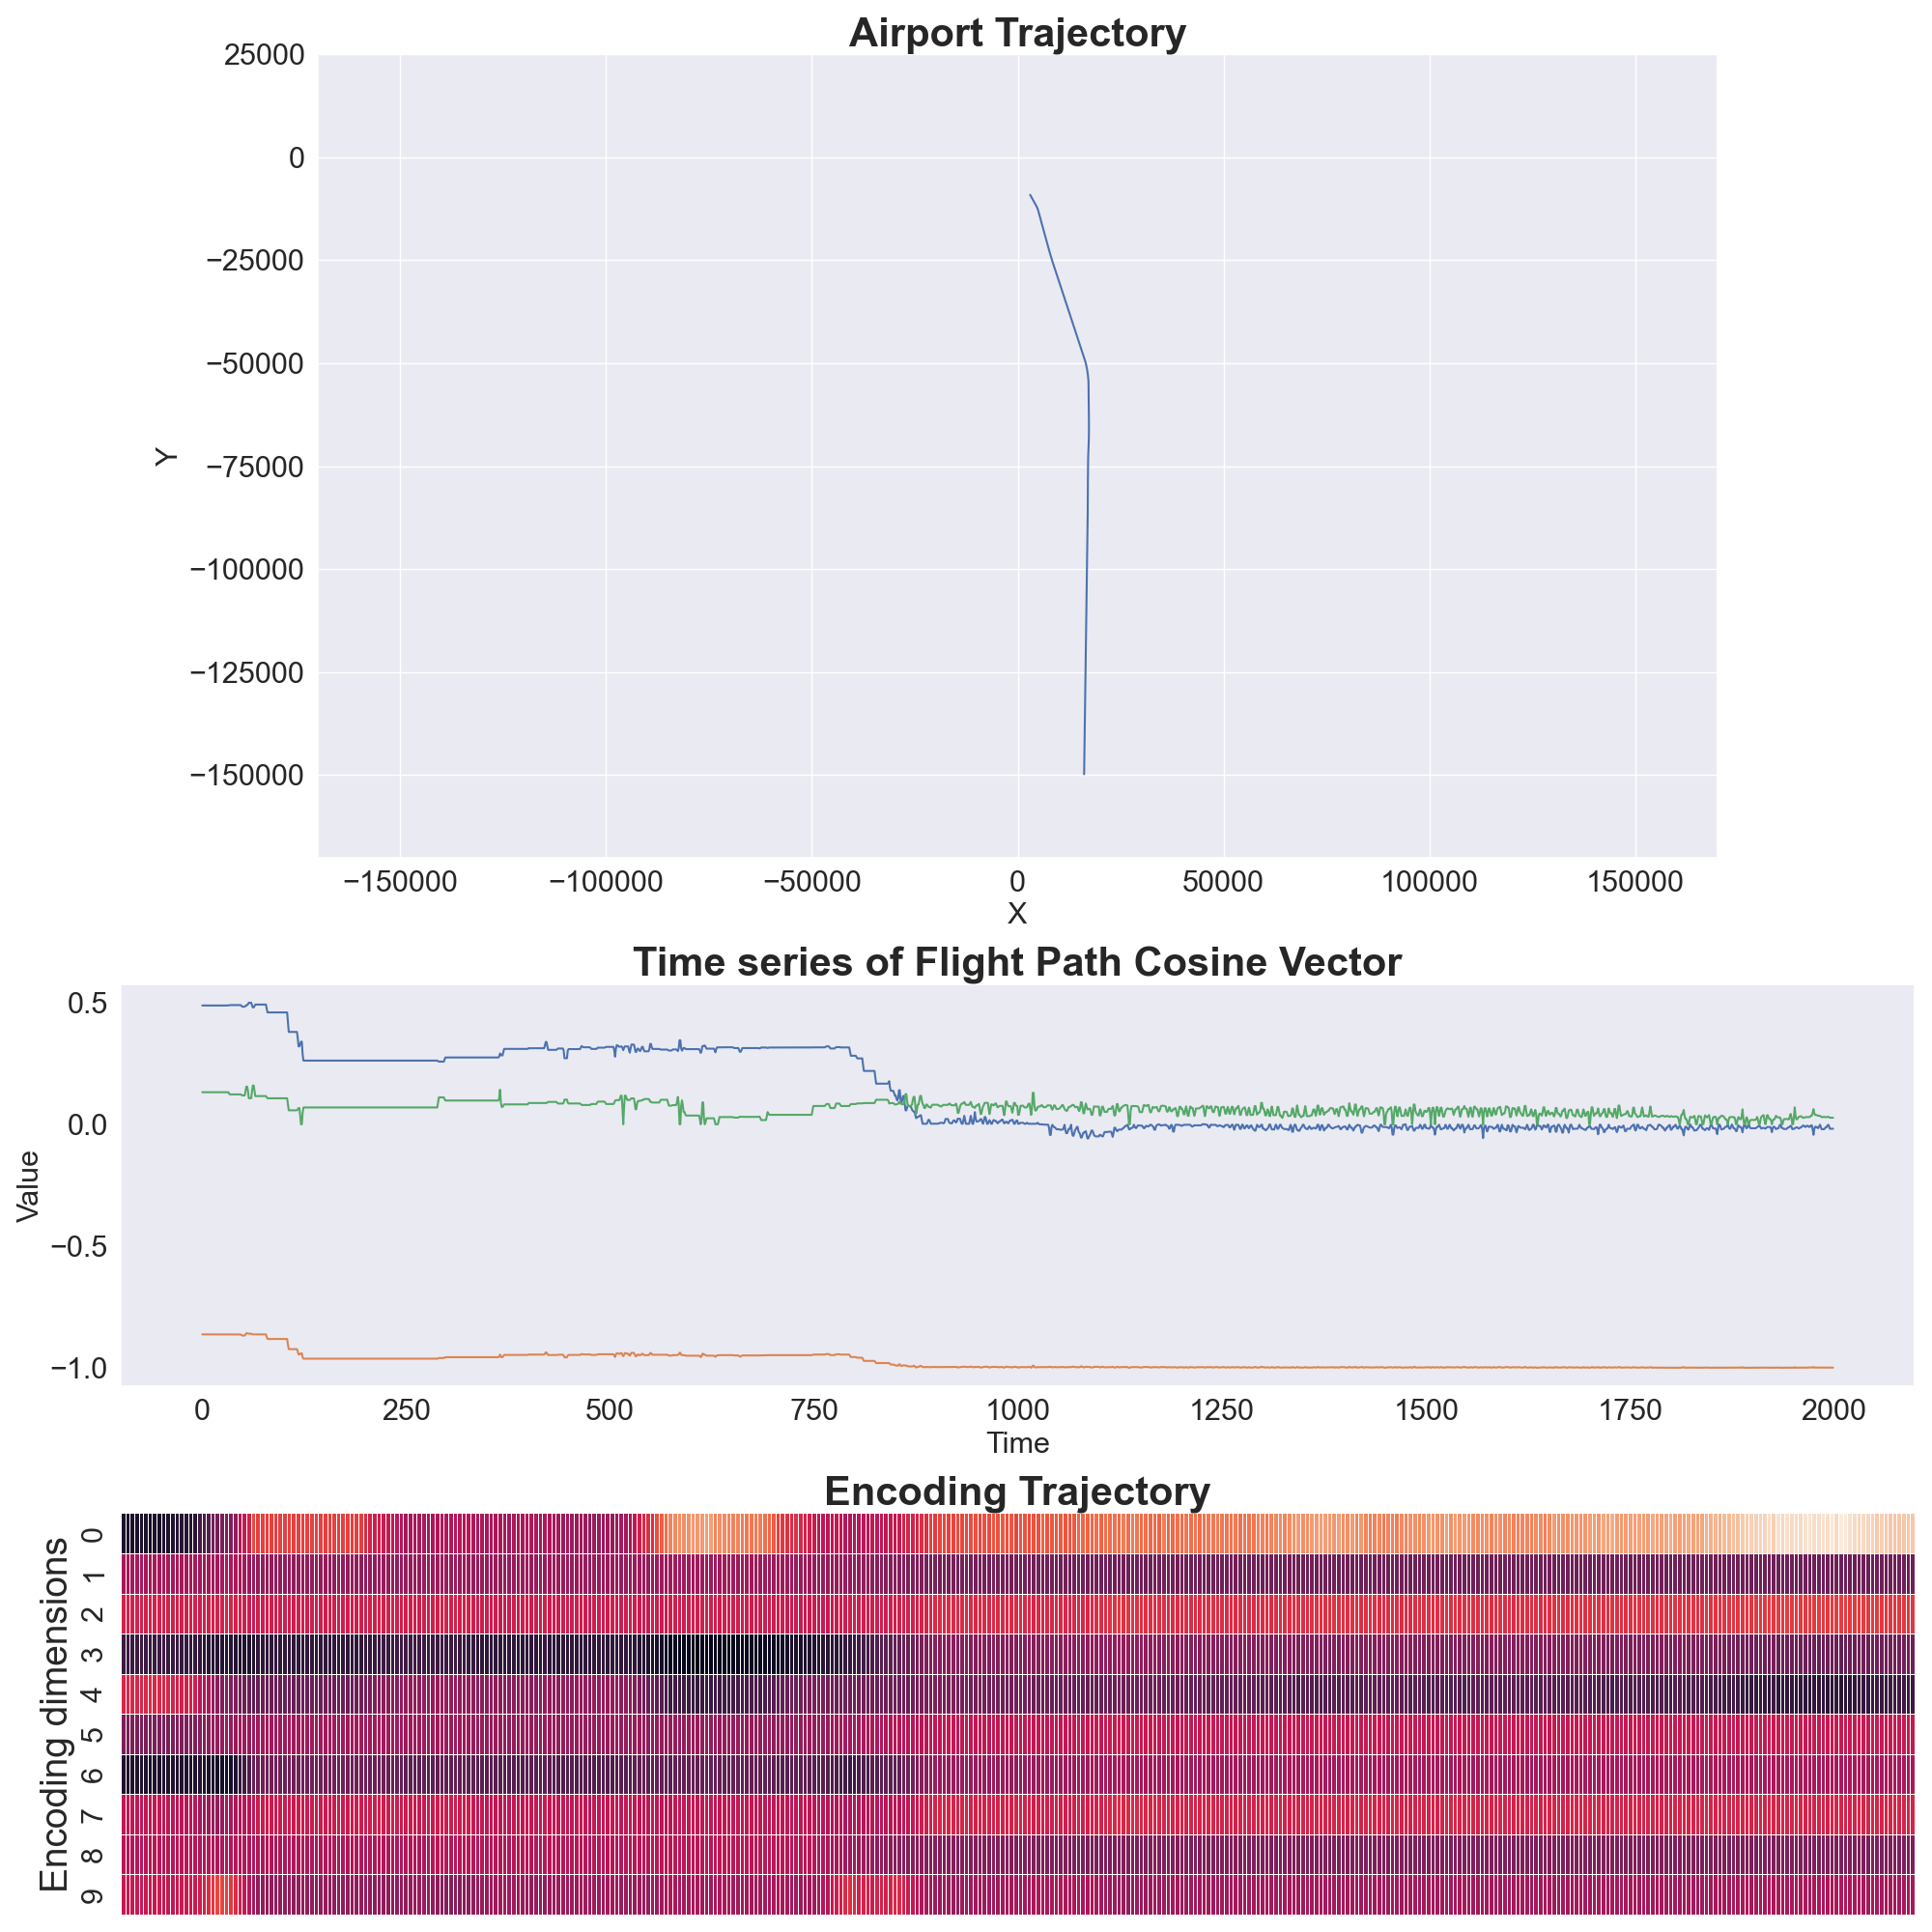 Airport Trajectory
25000
0
−25000
−50000
−75000
−100000
−125000
−150000
Y
−150000 −100000 −50000 0 50000 100000 150000
X
Time series of Flight Path Cosine Vector
0.5
0.0
−0.5
−1.0
Value
0 250 500 750 1000 1250 1500 1750 2000
Time
Encoding Trajectory
0
1
2
3
4
5
6
7
8
9
Encoding dimensions